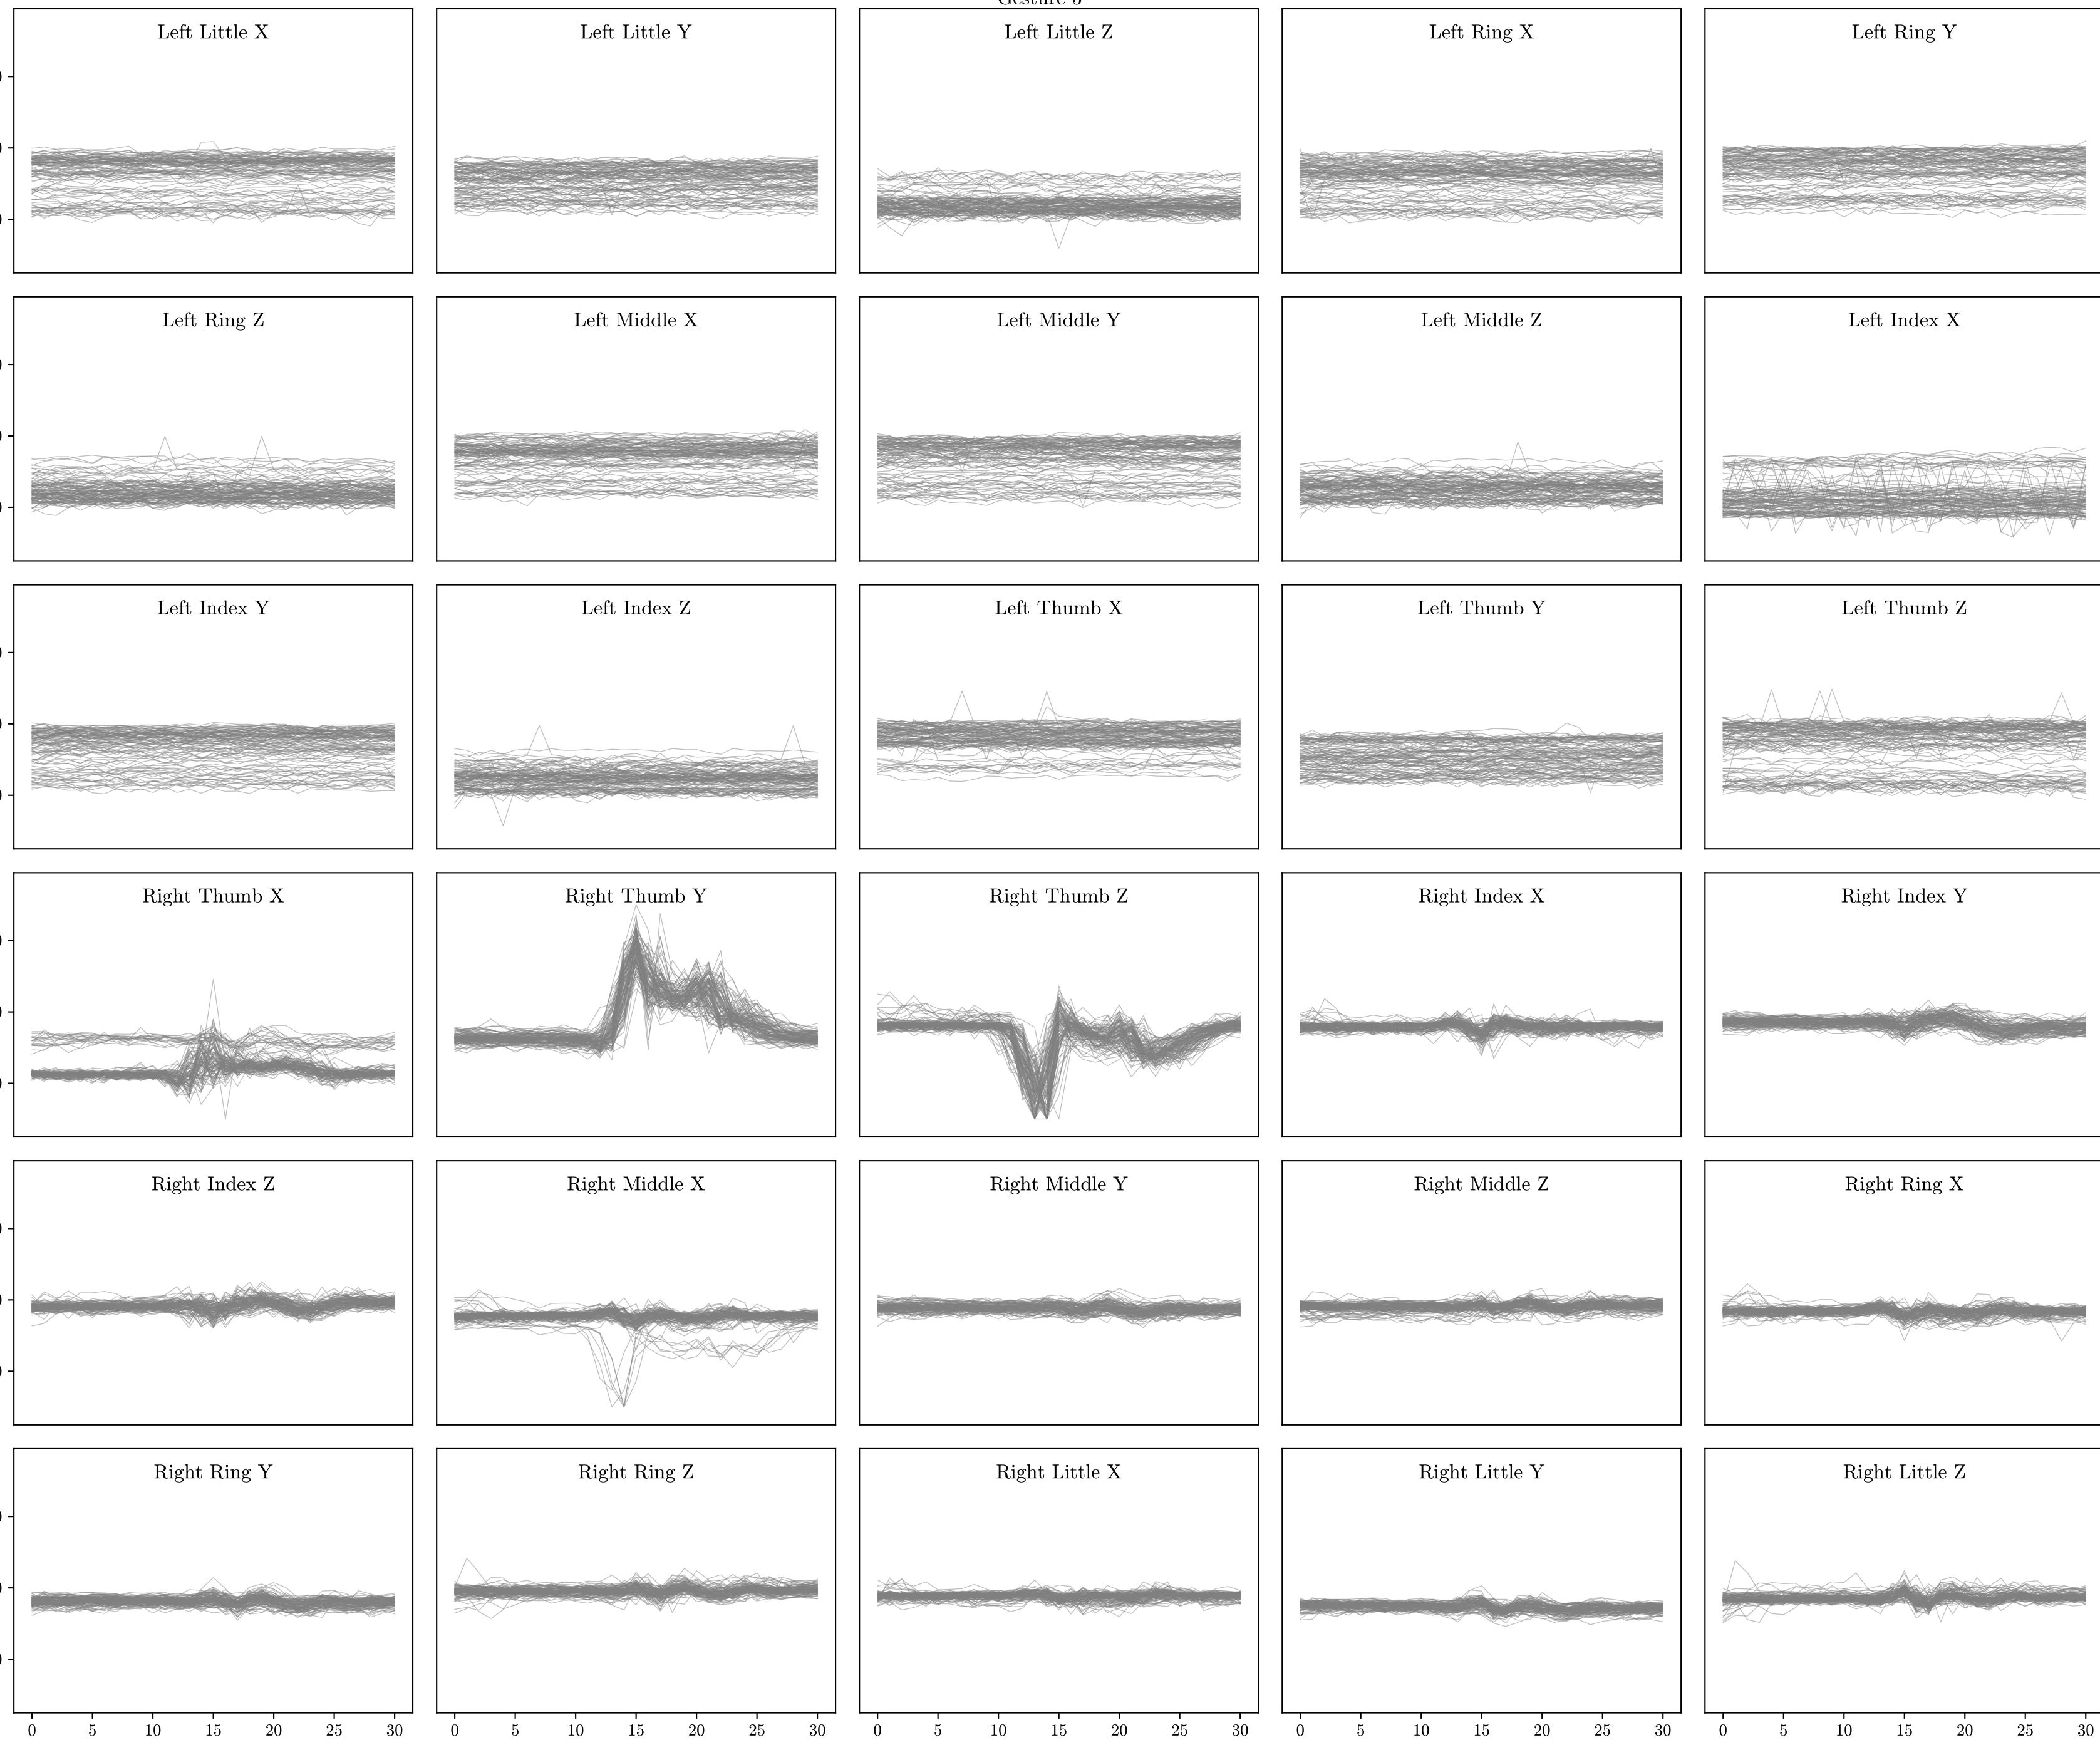 Left Little X
Left Little Y
Left Little Z
Left Ring X
Left Ring Y
Left Ring Z
Left Middle X
Left Middle Y
Left Middle Z
Left Index X
Left Index Y
Left Index Z
Left Thumb X
Left Thumb Y
Left Thumb Z
Right Thumb X
Right Thumb Y
Right Thumb Z
Right Index X
Right Index Y
Right Index Z
Right Middle X
Right Middle Y
Right Middle Z
Right Ring X
Right Ring Y
Right Ring Z
Right Little X
Right Little Y
Right Little Z
0 5 10 15 20 25 30
0 5 10 15 20 25 30
0 5 10 15 20 25 30
0 5 10 15 20 25 30
0 5 10 15 20 25 30